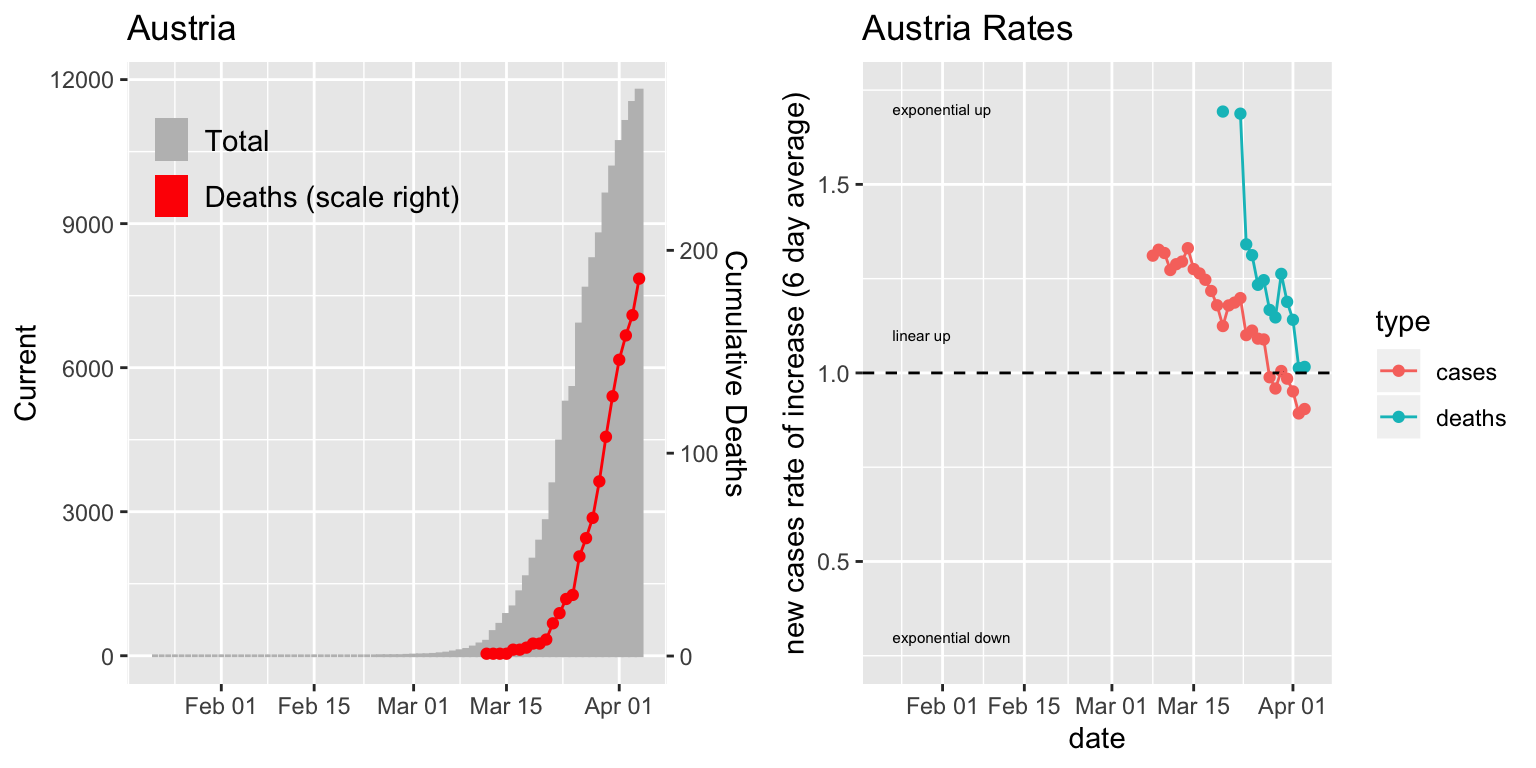 Austria
12000
9000
6000
3000
0
Current
Total
Deaths (scale right)
200
100
0
Cumulative Deaths
Feb 01
Feb 15
Mar 01
Mar 15
Apr 01
Austria Rates
new cases rate of increase (6 day average)
1.5
1.0
0.5
exponential up
linear up
exponential down
Feb 01
Feb 15
Mar 01
Mar 15
Apr 01
date
type
cases
deaths